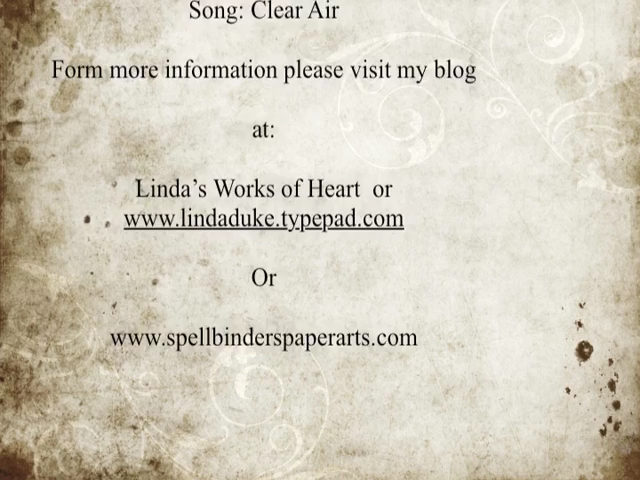 Song: Clear Air
Form more information please visit my blog
at:
Linda's Works of Heart or
www.lindaduke.typepad.com
Or
www.spellbinderspaperarts.com